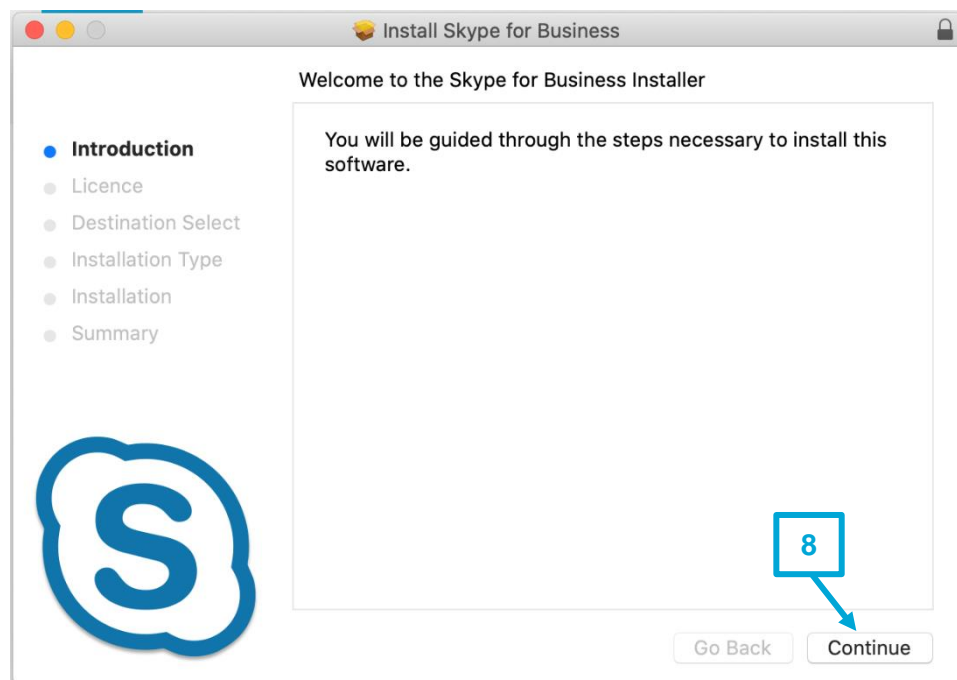 Install Skype for Business
Welcome to the Skype for Business Installer
Introduction
Licence
Destination Select
Installation Type
Installation
Summary
You will be guided through the steps necessary to install this
software.
S
8
Go Back
Continue